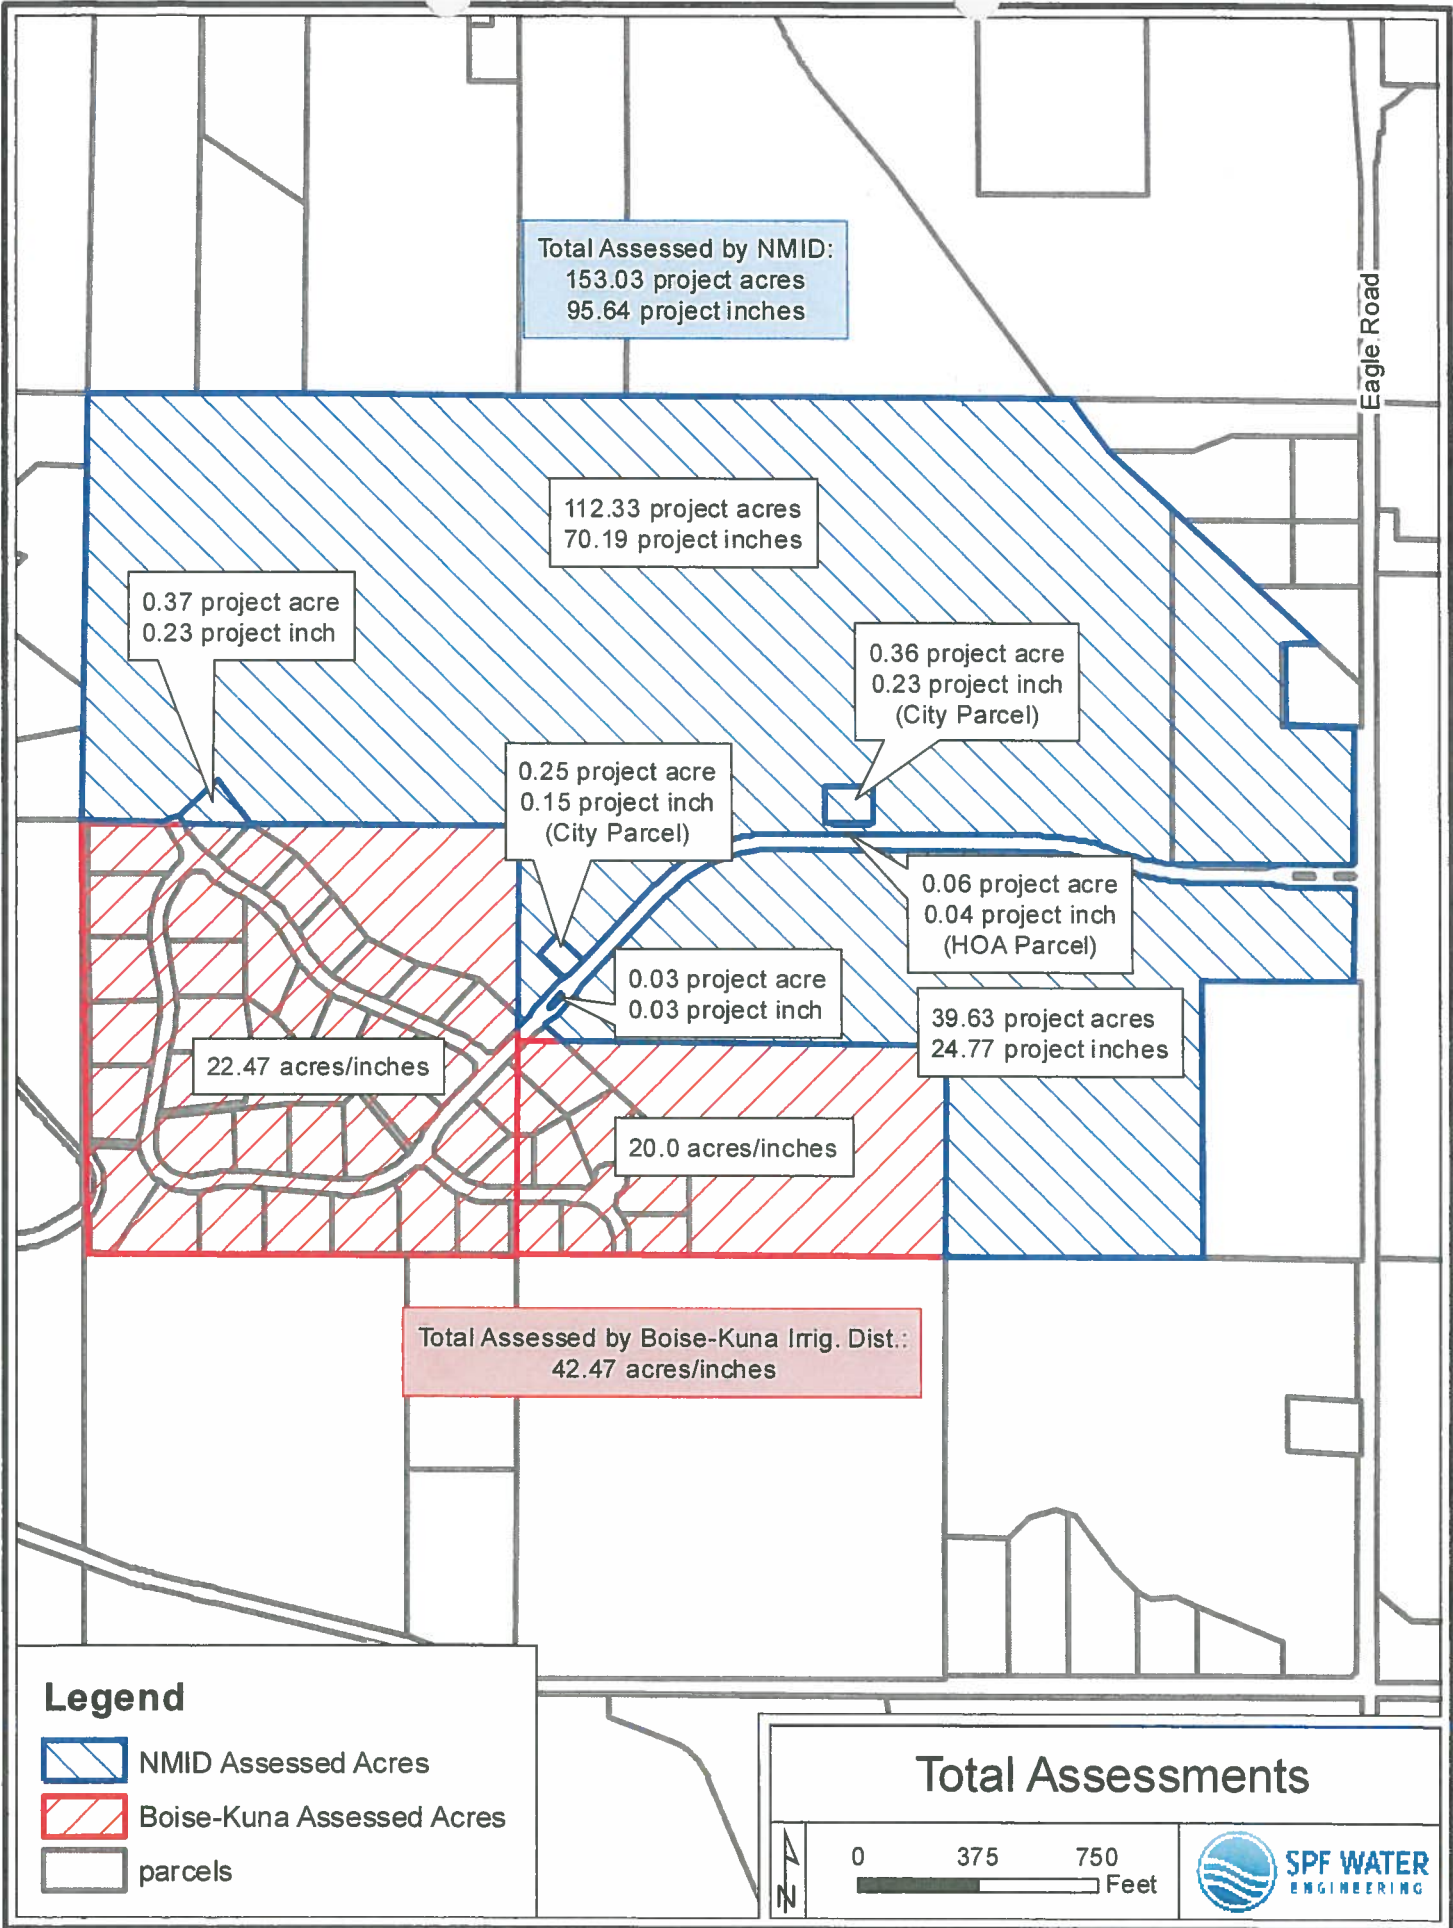 Total Assessed by NMID:
153.03 project acres
95.64 project inches
Eagle Road
112.33 project acres
70.19 project inches
0.37 project acre
0.23 project inch
0.36 project acre
0.23 project inch
(City Parcel)
0.25 project acre
0.15 project inch
(City Parcel)
0.06 project acre
0.04 project inch
(HOA Parcel)
0.03 project acre
0.03 project inch
39.63 project acres
24.77 project inches
22.47 acres/inches
20.0 acres/inches
Total Assessed by Boise-Kuna Irrig. Dist.:
42.47 acres/inches
Legend
NMID Assessed Acres
Boise-Kuna Assessed Acres
parcels
Total Assessments
N
0 375 750
Feet
SPF WATER
ENGINEERING